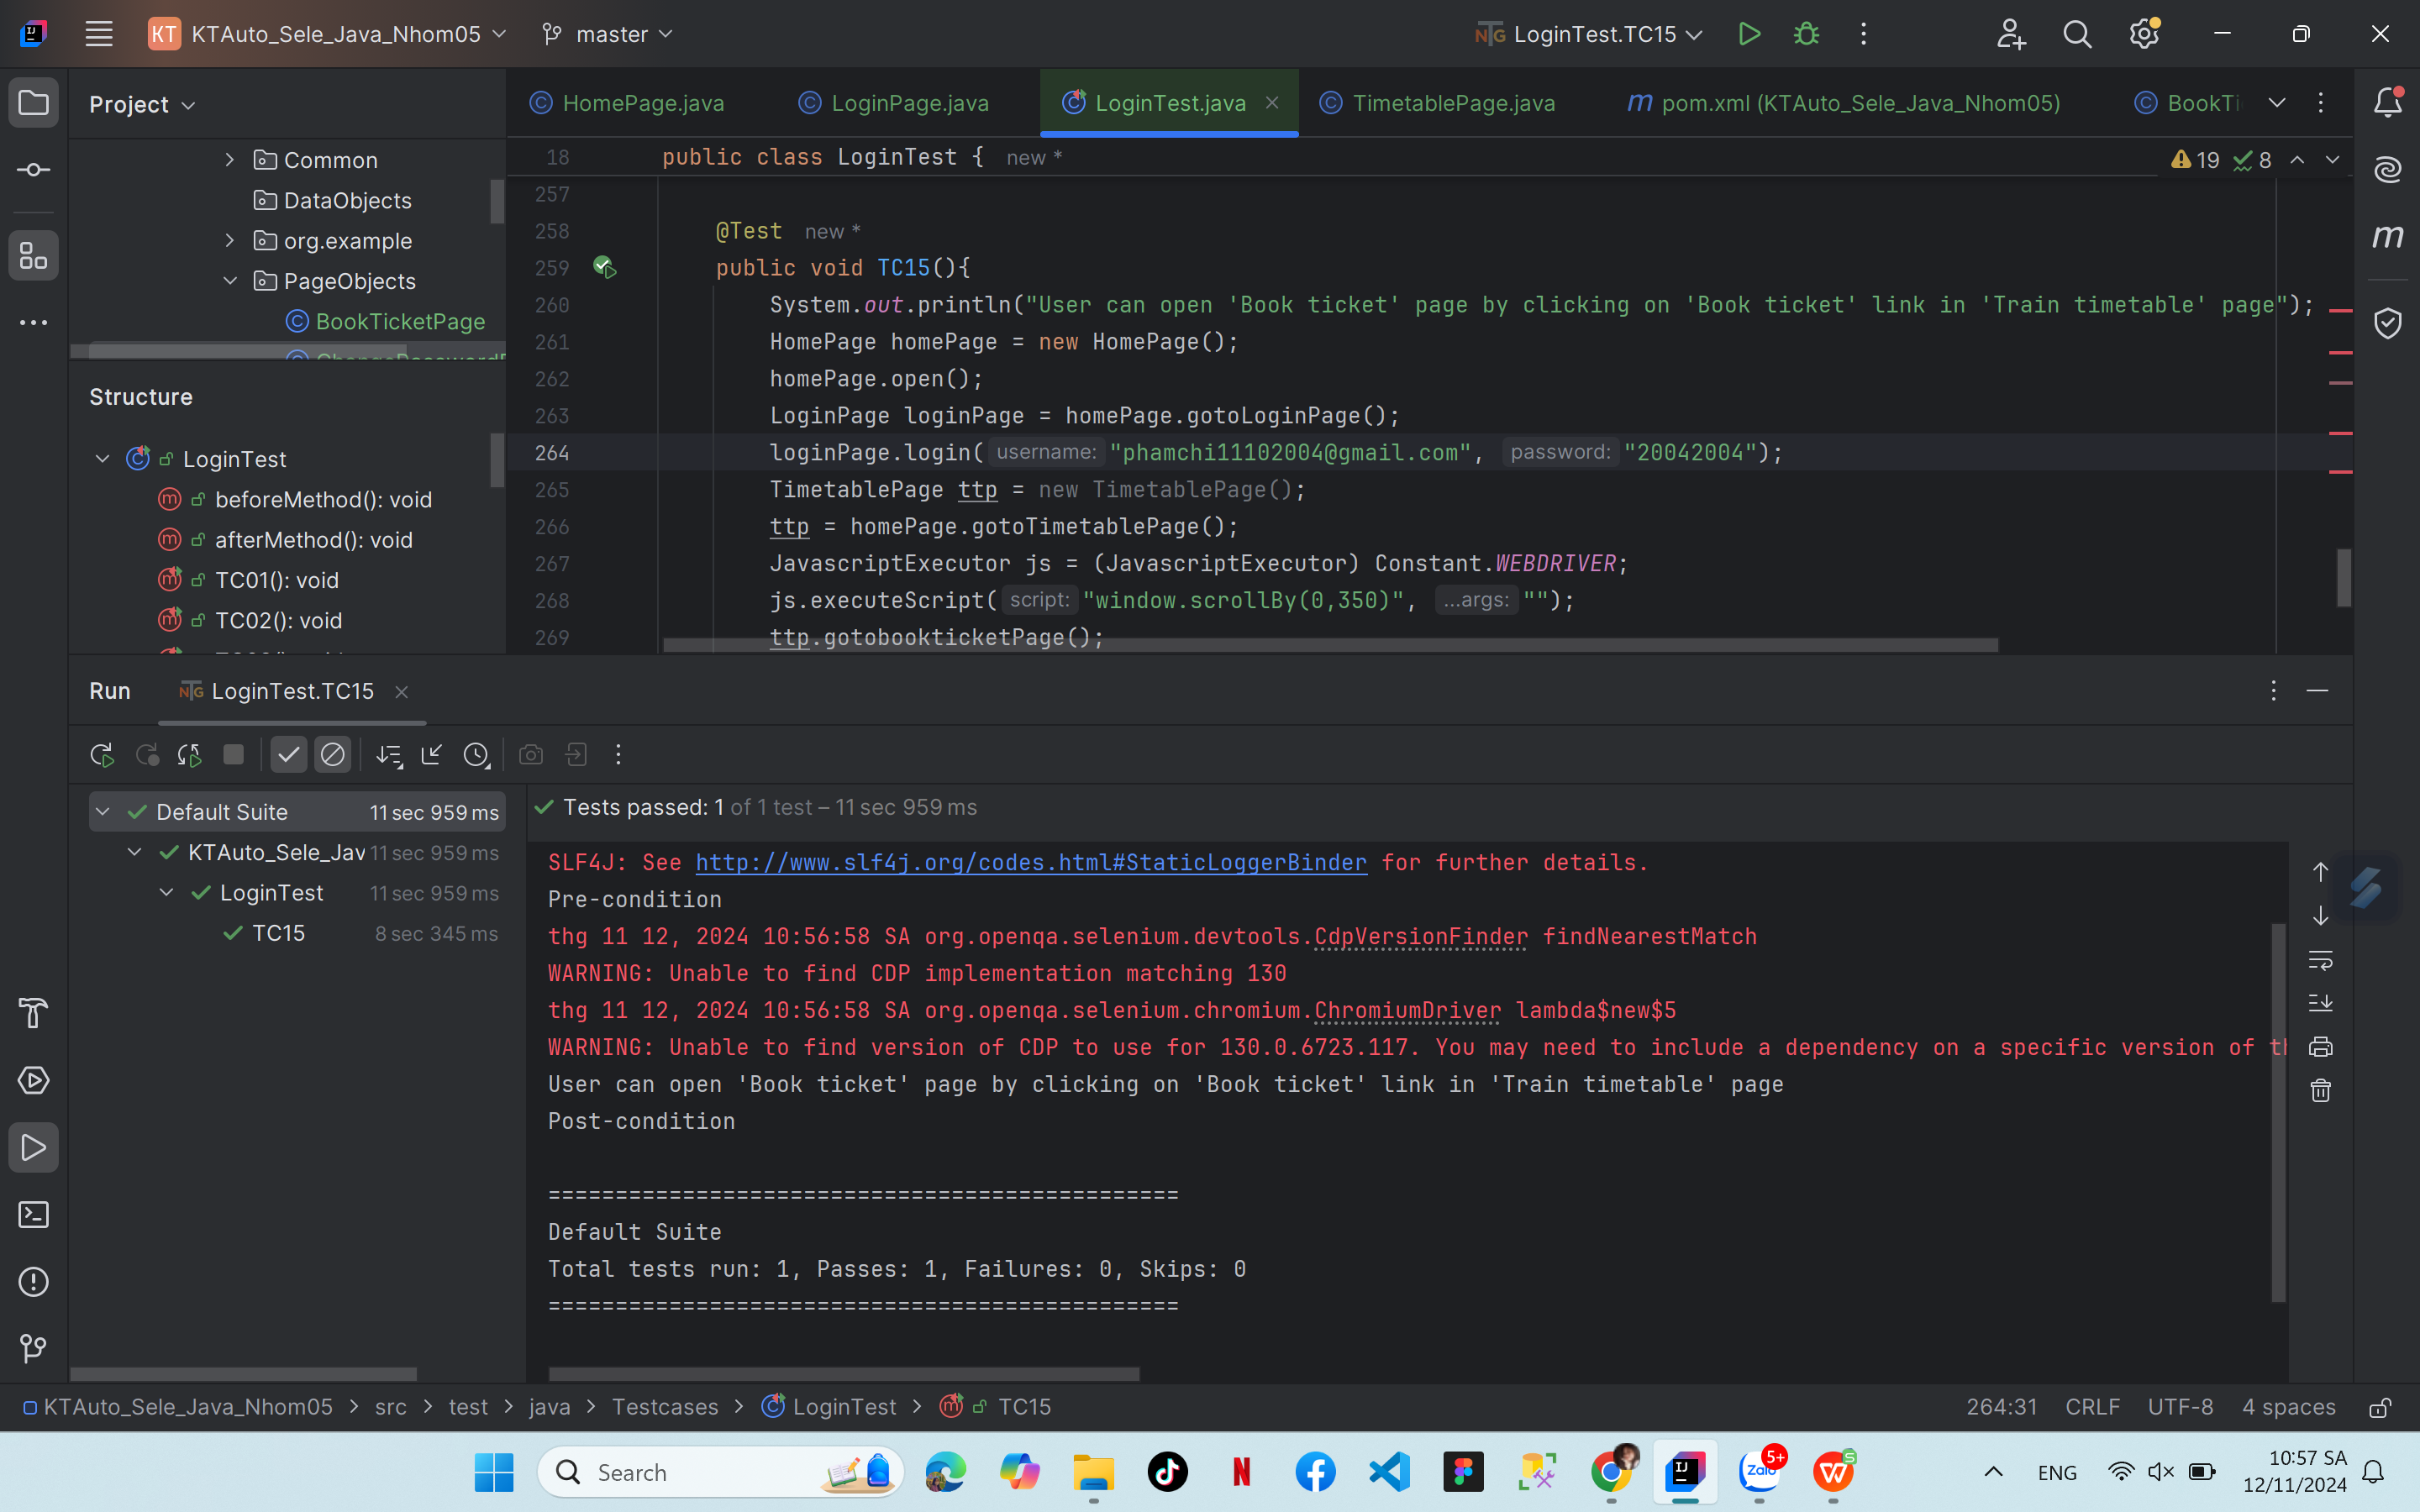 KT KTAuto_Sele_Java_Nhom05 master LoginTest.TC15
Project
HomePage.java LoginPage.java LoginTest.java TimetablePage.java pom.xml (KTAuto_Sele_Java_Nhom05)
Common
DataObjects
org.example
PageObjects
BookTicketPage
Structure
LoginTest
beforeMethod(): void
afterMethod(): void
TC01(): void
TC02(): void
18 public class LoginTest { new * 19 8
257
258 @Test new *
259 public void TC15(){
260 System.out.println("User can open 'Book ticket' page by clicking on 'Book ticket' link in 'Train timetable' page");
261 HomePage homePage = new HomePage();
262 homePage.open();
263 LoginPage loginPage = homePage.gotoLoginPage();
264 loginPage.login( username: "phamchi11102004@gmail.com", password: "20042004");
265 TimetablePage ttp = new TimetablePage();
266 ttp = homePage.gotoTimetablePage();
267 JavascriptExecutor js = (JavascriptExecutor) Constant.WEBDRIVER;
268 js.executeScript( script: "window.scrollBy(0,350)", ...args: "");
269 ttp.gotobookticketPage();
Run LoginTest.TC15
Default Suite 11 sec 959 ms
KTAuto_Sele_Jav 11 sec 959 ms
LoginTest 11 sec 959 ms
TC15 8 sec 345 ms
Tests passed: 1 of 1 test – 11 sec 959 ms
SLF4J: See http://www.slf4j.org/codes.html#StaticLoggerBinder for further details.
Pre-condition
thg 11 12, 2024 10:56:58 SA org.openqa.selenium.devtools.CdpVersionFinder findNearestMatch
WARNING: Unable to find CDP implementation matching 130
thg 11 12, 2024 10:56:58 SA org.openqa.selenium.chromium.ChromiumDriver lambda$new$5
WARNING: Unable to find version of CDP to use for 130.0.6723.117. You may need to include a dependency on a specific version of
User can open 'Book ticket' page by clicking on 'Book ticket' link in 'Train timetable' page
Post-condition
===============================================
Default Suite
Total tests run: 1, Passes: 1, Failures: 0, Skips: 0
===============================================
KTAuto_Sele_Java_Nhom05 > src > test > java > Testcases > LoginTest > TC15 264:31 CRLF UTF-8 4 spaces
Search
Zalo 5+
ENG
10:57 SA
12/11/2024